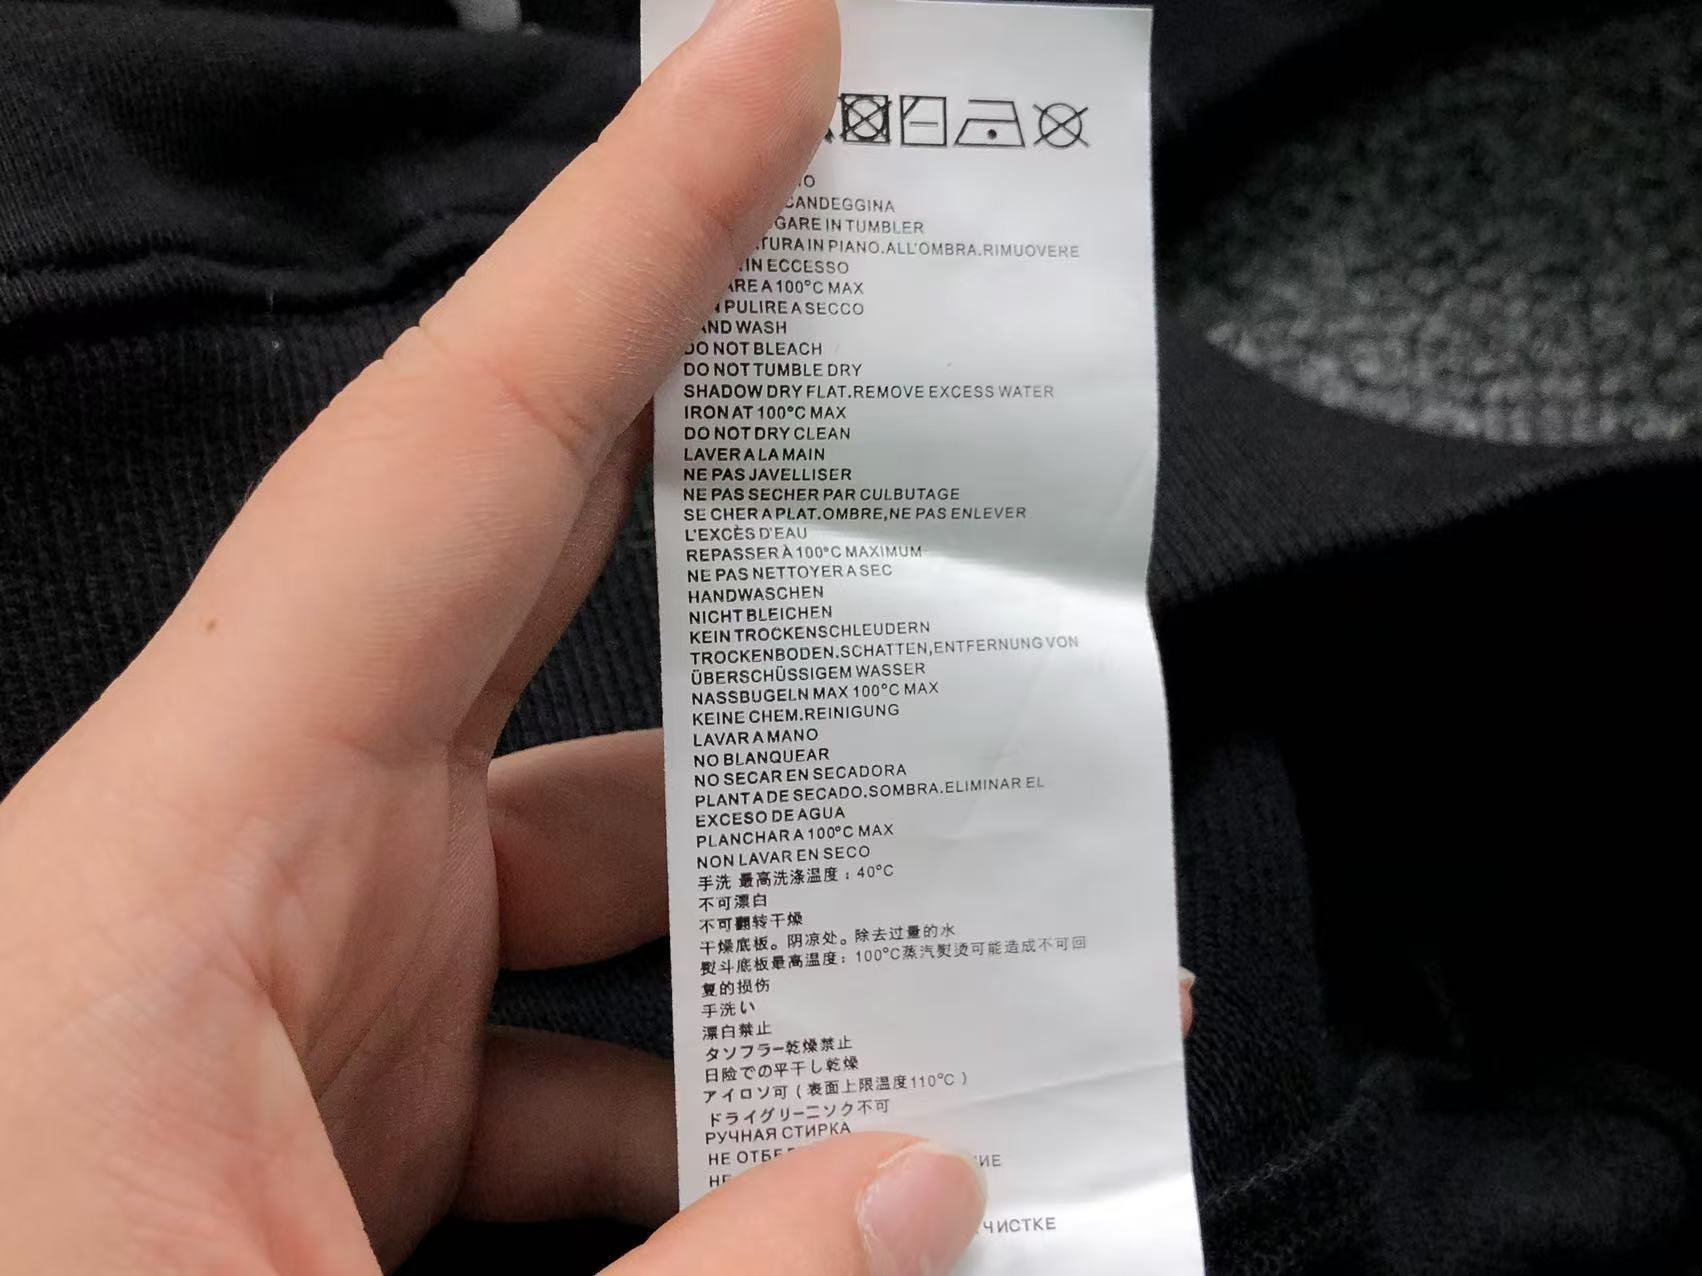 CANDEGGINA
IN TUMBLER
IN PIANO.ALL'OMBRA.RIMUOVERE
IN ECCESSO
A 100°C MAX
PULIRE A SECCO
WASH
DO NOT BLEACH
DO NOT TUMBLE DRY
SHADOW DRY FLAT.REMOVE EXCESS WATER
IRON AT 100°C MAX
DO NOT DRY CLEAN
LAVER A LA MAIN
NE PAS JAVELLISER
NE PAS SECHER PAR CULBUTAGE
SE CHER A PLAT.OMBRE,NE PAS ENLEVER
L'EXCÈS D'EAU
REPASSER À 100°C MAXIMUM
NE PAS NETTOYER A SEC
HANDWASCHEN
NICHT BLEICHEN
KEIN TROCKENSCHLEUDERN
TROCKENBODEN.SCHATTEN,ENTFERNUNG VON
ÜBERSCHÜSSIGEM WASSER
NASSBUGELN MAX 100°C MAX
KEINE CHEM.REINIGUNG
LAVAR A MANO
NO BLANQUEAR
NO SECAR EN SECADORA
PLANTA DE SECADO.SOMBRA.ELIMINAR EL
EXCESO DE AGUA
PLANCHAR A 100°C MAX
NON LAVAR EN SECO
手洗 最高洗涤温度：40°C
不可漂白
不可翻转干燥
干燥底板。阴凉处。除去过量的水
熨斗底板最高温度：100°C蒸汽熨烫可能造成不可回
复的损伤
手洗い
漂白禁止
タソフラー乾燥禁止
日险での平干し乾燥
アイロソ可（表面上限温度110°C）
ドライグリーニソク不可
РУЧНАЯ СТИРКА
НЕ
НЕ
ЧИСТКЕ